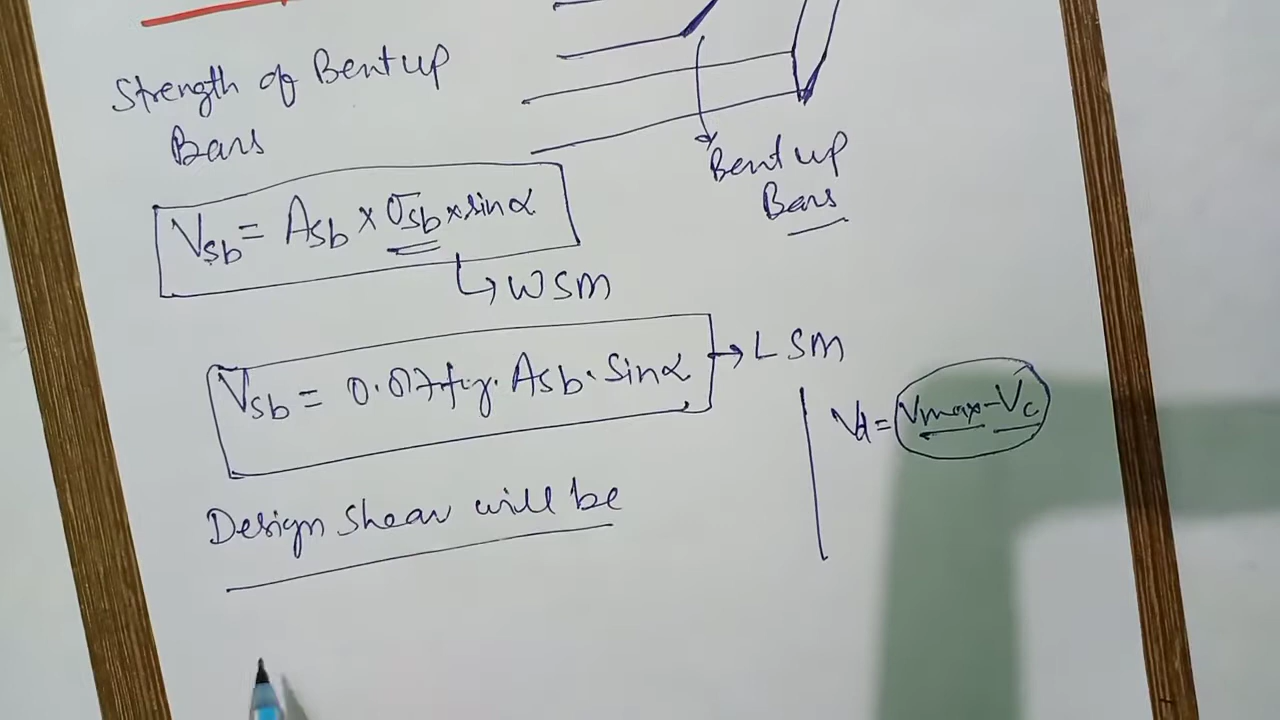 Strength of Bent up
Bars
Bent up
Bars
Vsb = Asb × σsb × sinα
↳ WSM
Vsb = 0.87fy. Asb. Sinα → LSM
Vd = Vmax - Vc
Design Shear will be